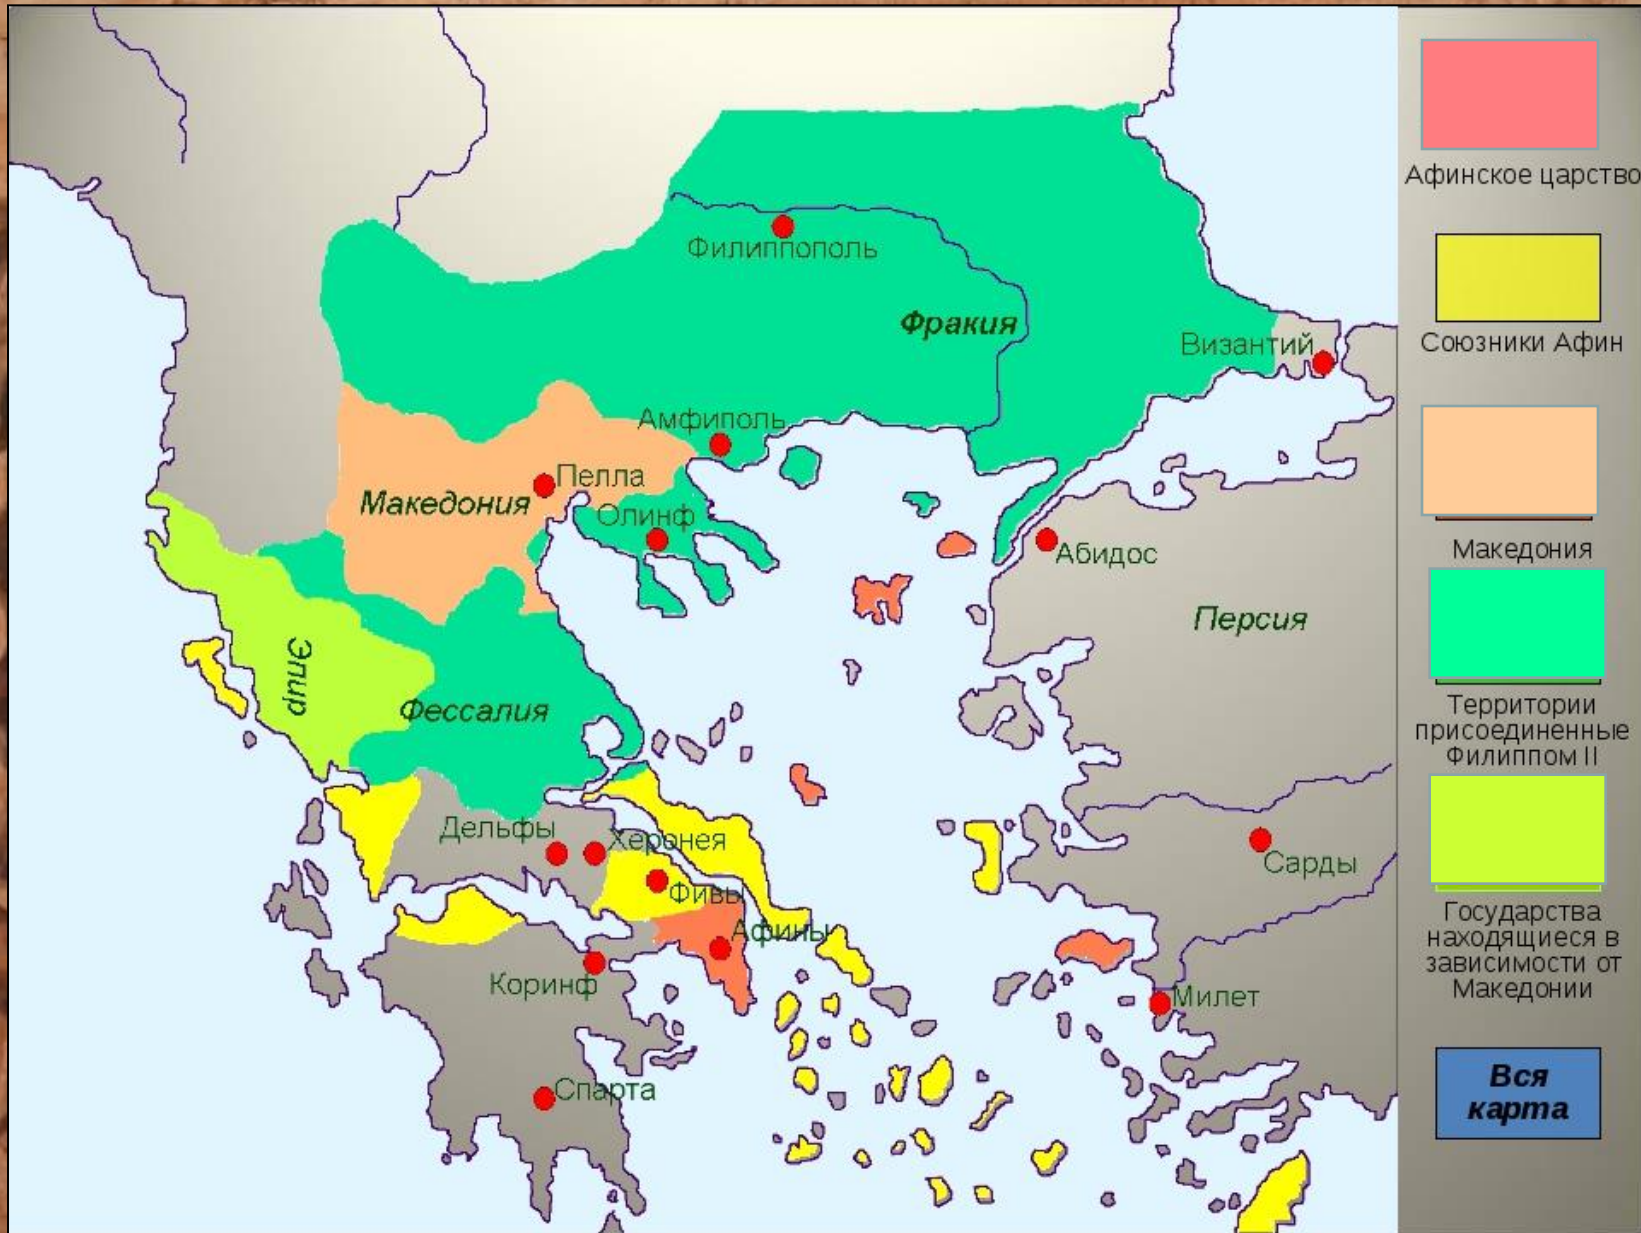 Филиппополь
Фракия
Византий
Амфиполь
Пелла
Македония
Олинф
Абидос
Персия
Эпир
Фессалия
Дельфы
Херонея
Фивы
Сарды
Афины
Коринф
Милет
Спарта
Афинское царство
Союзники Афин
Македония
Территории
присоединенные
Филиппом II
Государства
находящиеся в
зависимости от
Македонии
Вся
карта